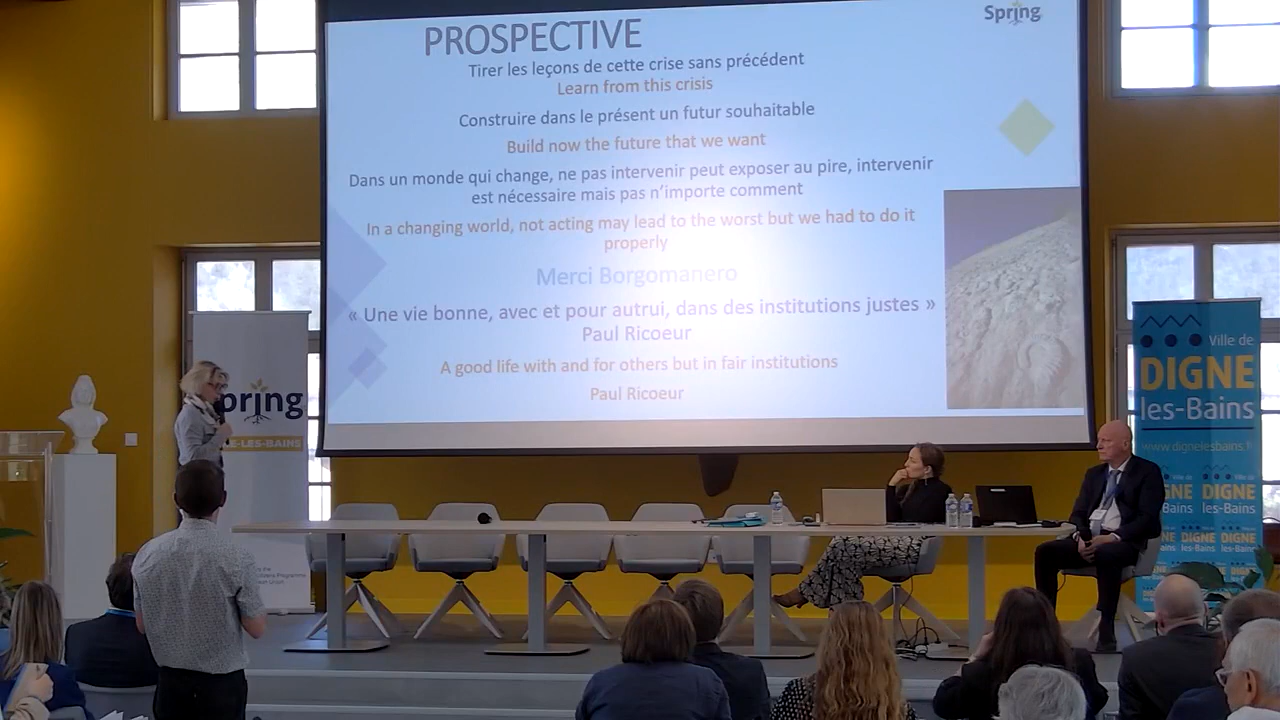 PROSPECTIVE
Spring
Tirer les leçons de cette crise sans précédent
Learn from this crisis
Construire dans le présent un futur souhaitable
Build now the future that we want
Dans un monde qui change, ne pas intervenir peut exposer au pire, intervenir
est nécessaire mais pas n'importe comment
In a changing world, not acting may lead to the worst but we had to do it
properly
Merci Borgomanero
« Une vie bonne, avec et pour autrui, dans des institutions justes »
Paul Ricoeur
A good life with and for others but in fair institutions
Paul Ricoeur
pring
E-LES-BAINS
Ville de
DIGNE
les-Bains
www.dignelesbains.f
DIGNE
les-Bains
DIGNE
les-Bains